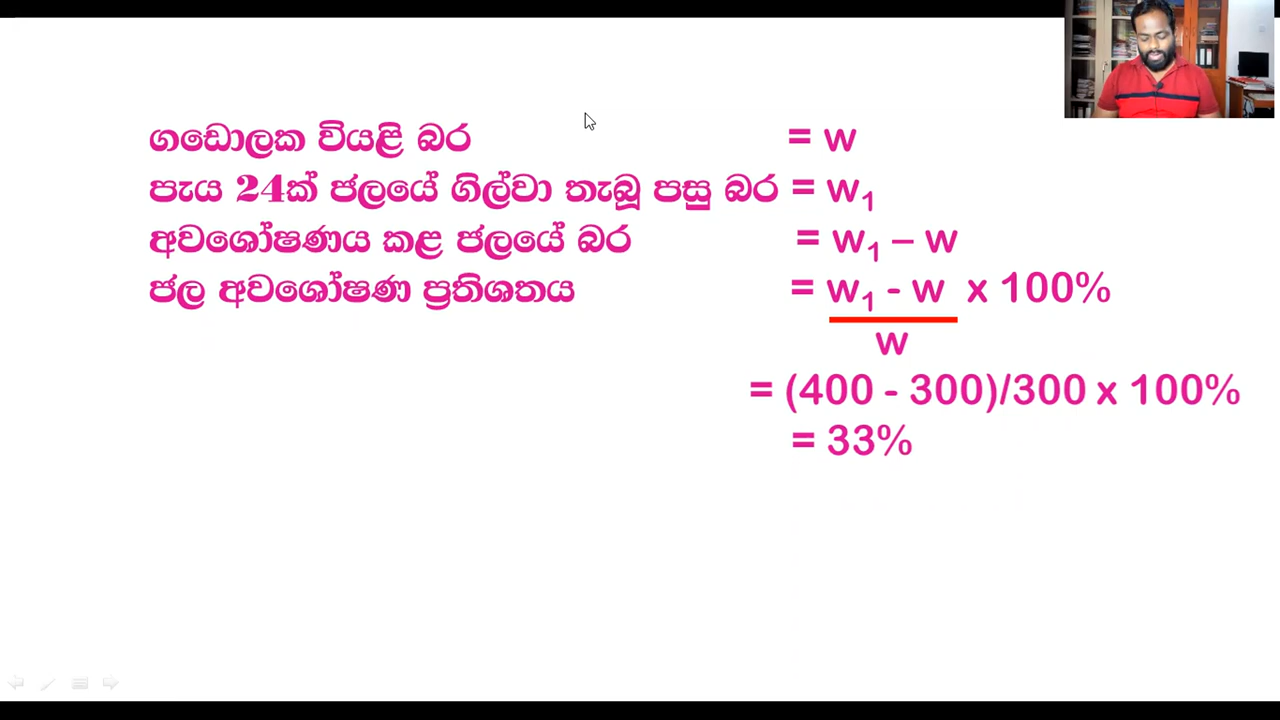 ගඩොලක වියළි බර = w
පැය 24ක් ජලයේ ගිල්වා තැබූ පසු බර = w₁
අවශෝෂණය කළ ජලයේ බර = w₁ – w
ජල අවශෝෂණ ප්‍රතිශතය = w₁ - w x 100%
w
= (400 - 300)/300 x 100%
= 33%